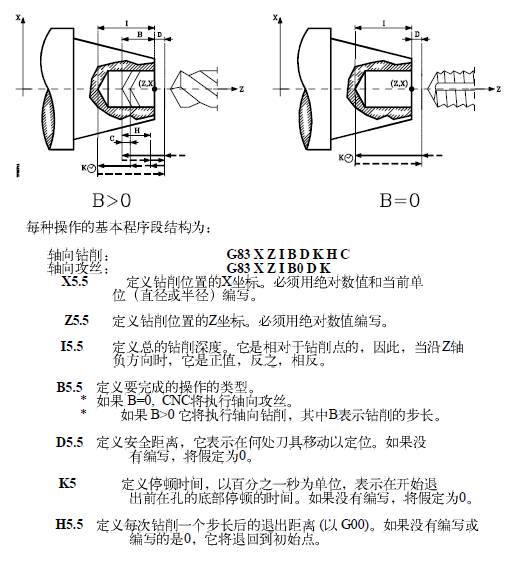 X
I
B
D
(Z,X)
Z
H
C
K
B>0
X
I
D
(Z,X)
Z
K
B=0
每种操作的基本程序段结构为:
轴向钻削: G83 X Z I B D K H C
轴向攻丝: G83 X Z I B0 D K
X5.5 定义钻削位置的X坐标。必须用绝对数值和当前单
位（直径或半径）编写。
Z5.5 定义钻削位置的Z坐标。必须用绝对数值编写。
I5.5 定义总的钻削深度。它是相对于钻削点的，因此，当沿Z轴
负方向时，它是正值，反之，相反。
B5.5 定义要完成的操作的类型。
* 如果 B=0, CNC将执行轴向攻丝。
* 如果 B>0 它将执行轴向钻削，其中B表示钻削的步长。
D5.5 定义安全距离，它表示在何处刀具移动以定位。如果没
有编写，将假定为0。
K5 定义停顿时间，以百分之一秒为单位，表示在开始退
出前在孔的底部停顿的时间。如果没有编写，将假定为0。
H5.5 定义每次钻削一个步长后的退出距离 (以 G00)。如果没有编写或
编写的是0，它将退回到初始点。